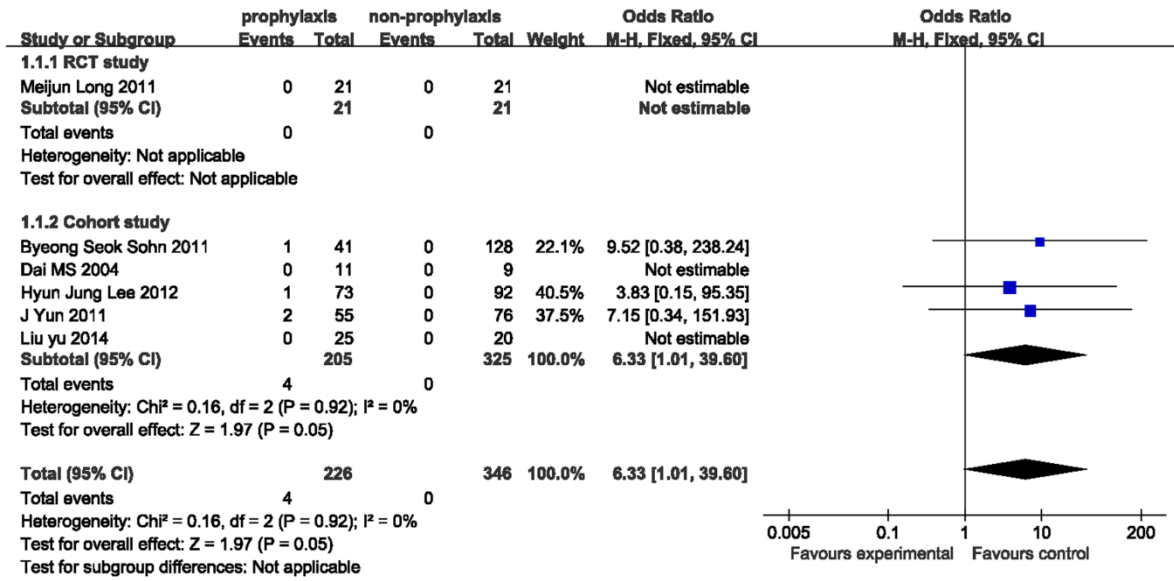 prophylaxis non-prophylaxis Odds Ratio Odds Ratio
Study or Subgroup Events Total Events Total Weight M-H, Fixed, 95% CI M-H, Fixed, 95% CI
1.1.1 RCT study
Meijun Long 2011 0 21 0 21 Not estimable
Subtotal (95% CI) 21 21 Not estimable
Total events 0 0
Heterogeneity: Not applicable
Test for overall effect: Not applicable
1.1.2 Cohort study
Byeong Seok Sohn 2011 1 41 0 128 22.1% 9.52 [0.38, 238.24]
Dai MS 2004 0 11 0 9 Not estimable
Hyun Jung Lee 2012 1 73 0 92 40.5% 3.83 [0.15, 95.35]
J Yun 2011 2 55 0 76 37.5% 7.15 [0.34, 151.93]
Liu yu 2014 0 25 0 20 Not estimable
Subtotal (95% CI) 205 325 100.0% 6.33 [1.01, 39.60]
Total events 4 0
Heterogeneity: Chi² = 0.16, df = 2 (P = 0.92); I² = 0%
Test for overall effect: Z = 1.97 (P = 0.05)
Total (95% CI) 226 346 100.0% 6.33 [1.01, 39.60]
Total events 4 0
Heterogeneity: Chi² = 0.16, df = 2 (P = 0.92); I² = 0%
Test for overall effect: Z = 1.97 (P = 0.05)
Test for subgroup differences: Not applicable
0.005 0.1 1 10 200
Favours experimental Favours control